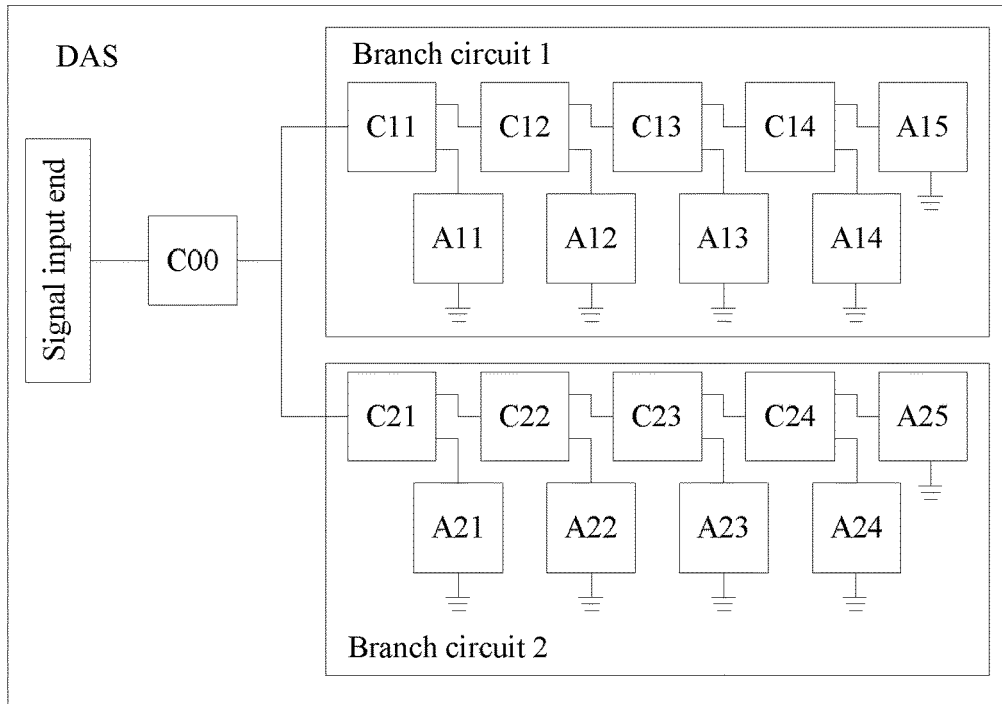 DAS
Signal input end
C00
Branch circuit 1
C11
C12
C13
C14
A15
A11
A12
A13
A14
C21
C22
C23
C24
A25
A21
A22
A23
A24
Branch circuit 2